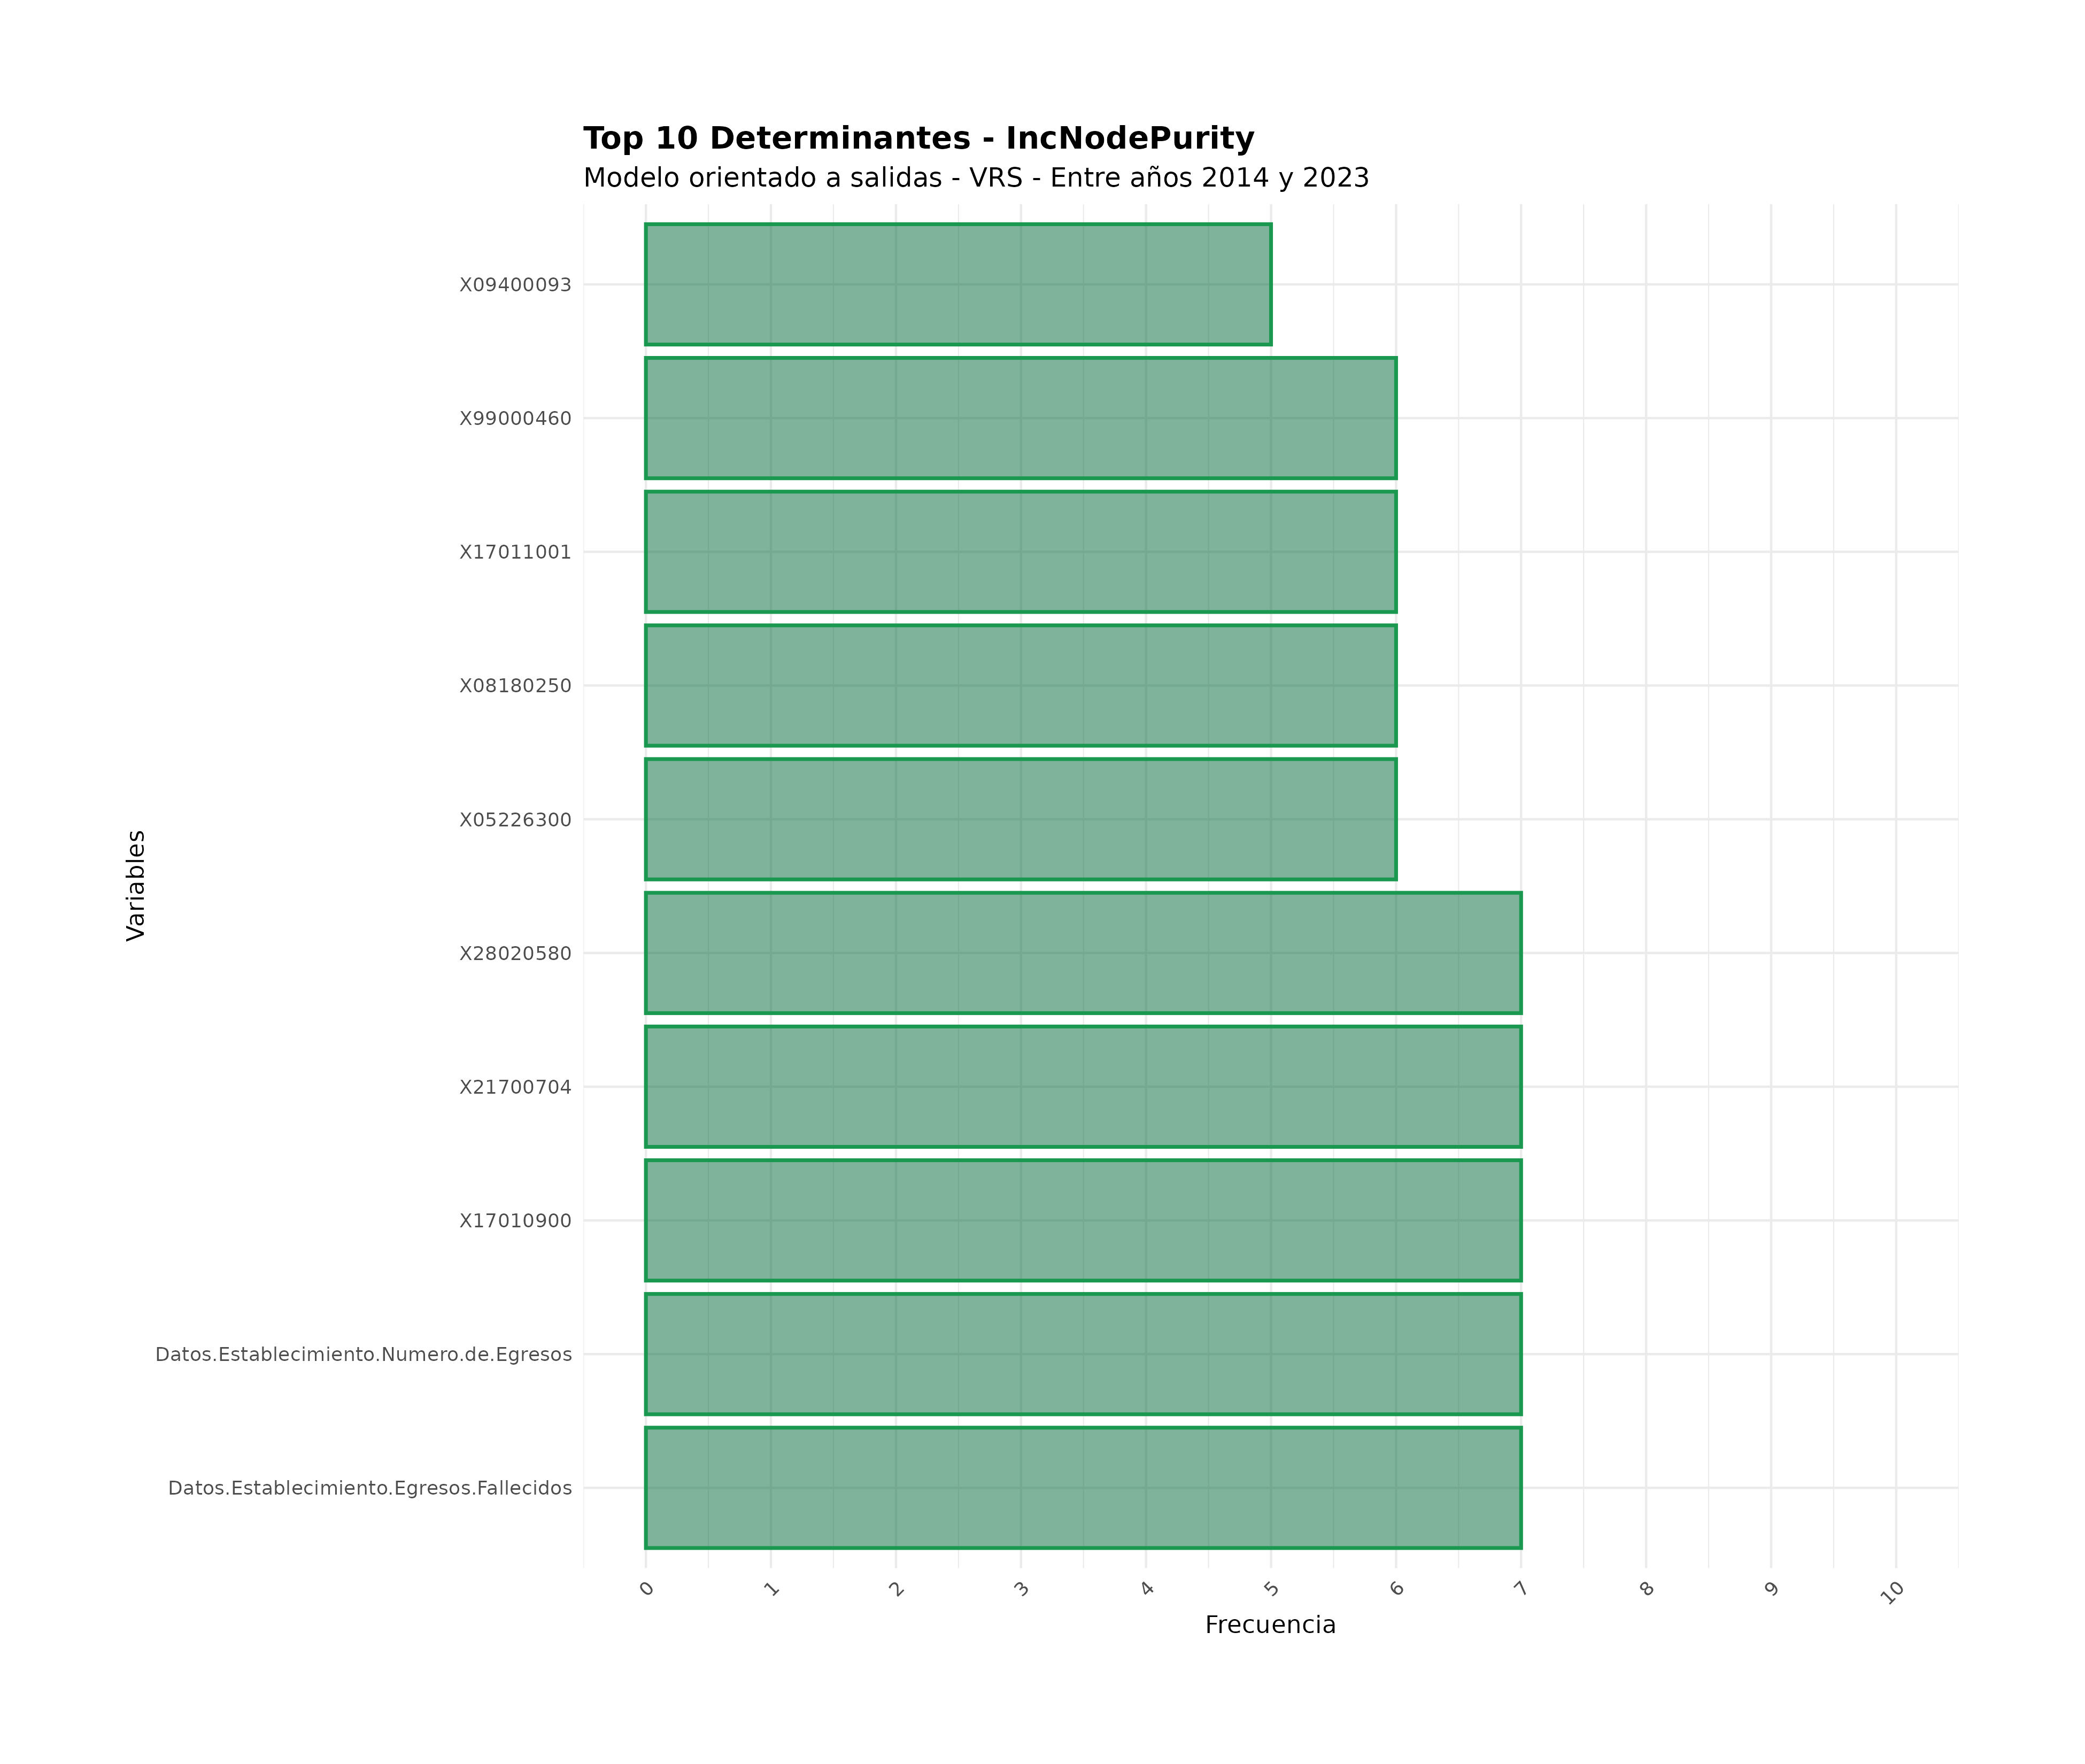 Top 10 Determinantes - IncNodePurity
Modelo orientado a salidas - VRS - Entre años 2014 y 2023
Variables
X09400093
X99000460
X17011001
X08180250
X05226300
X28020580
X21700704
X17010900
Datos.Establecimiento.Numero.de.Egresos
Datos.Establecimiento.Egresos.Fallecidos
0 1 2 3 4 5 6 7 8 9 10
Frecuencia